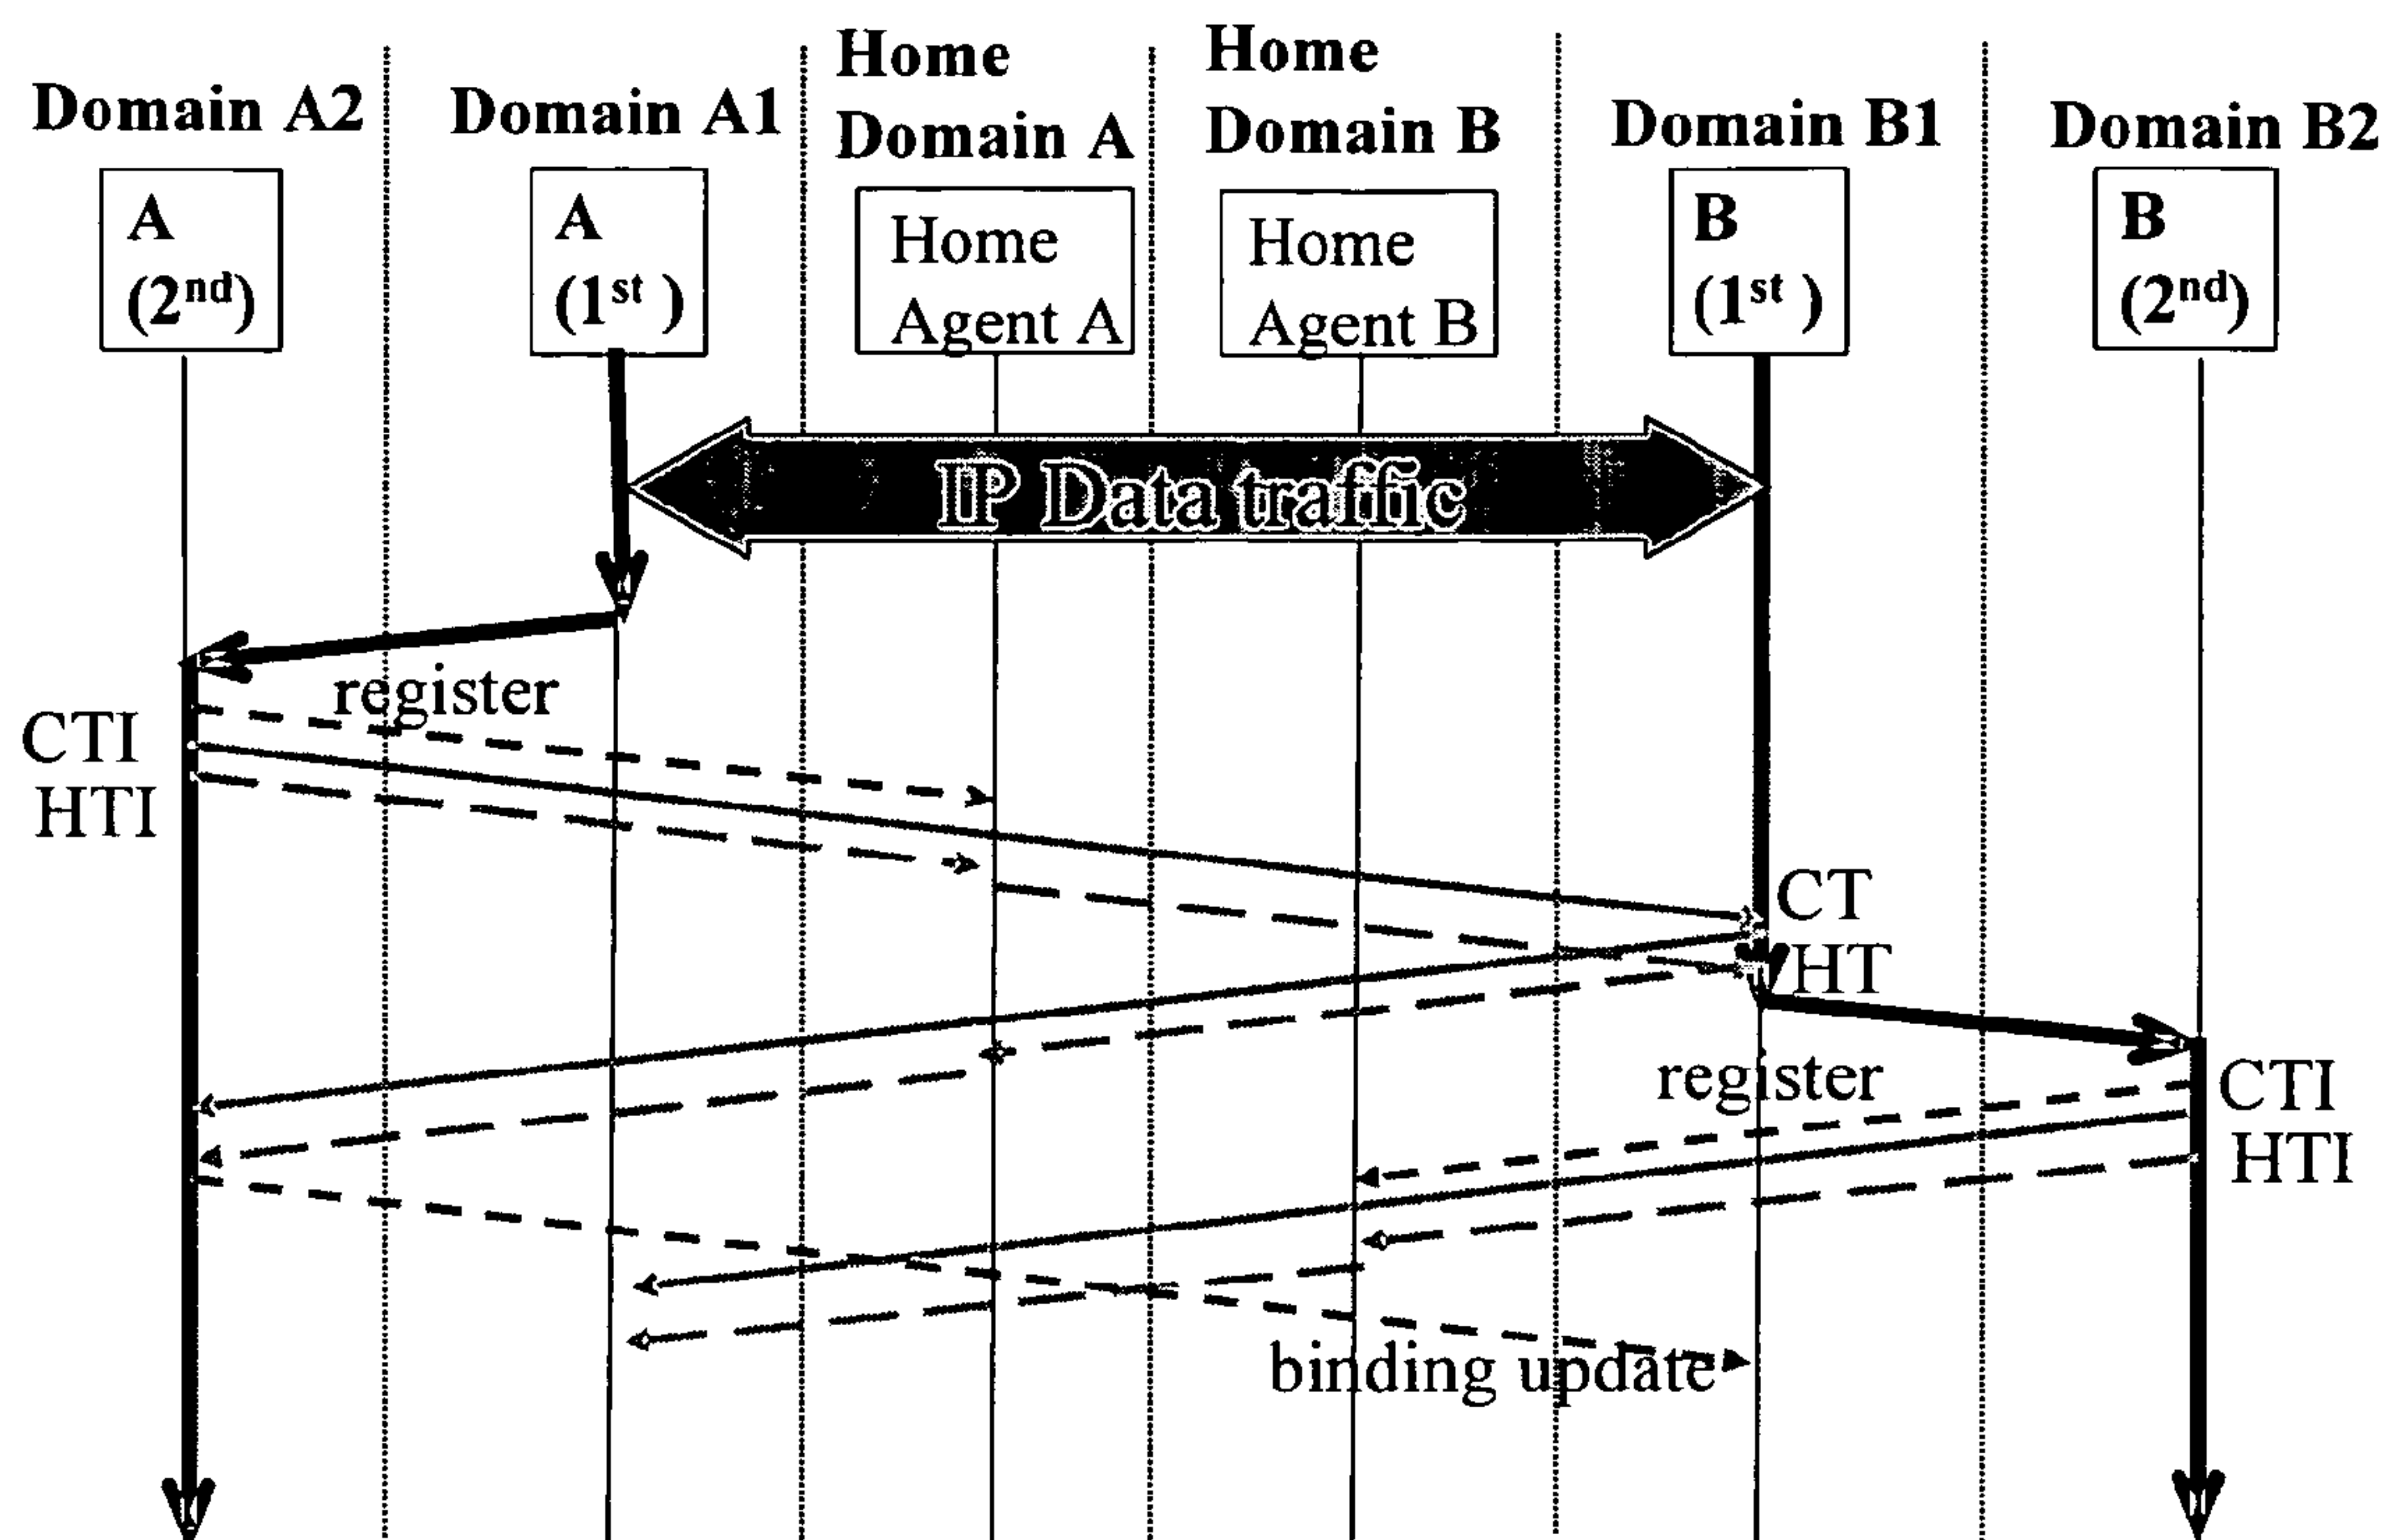 Domain A2
Domain A1
Home
Domain A
Home
Domain B
Domain B1
Domain B2
A
(2nd)
A
(1st )
Home
Agent A
Home
Agent B
B
(1st )
B
(2nd)
IP Data traffic
register
CTI
HTI
CT
HT
register
CTI
HTI
binding update